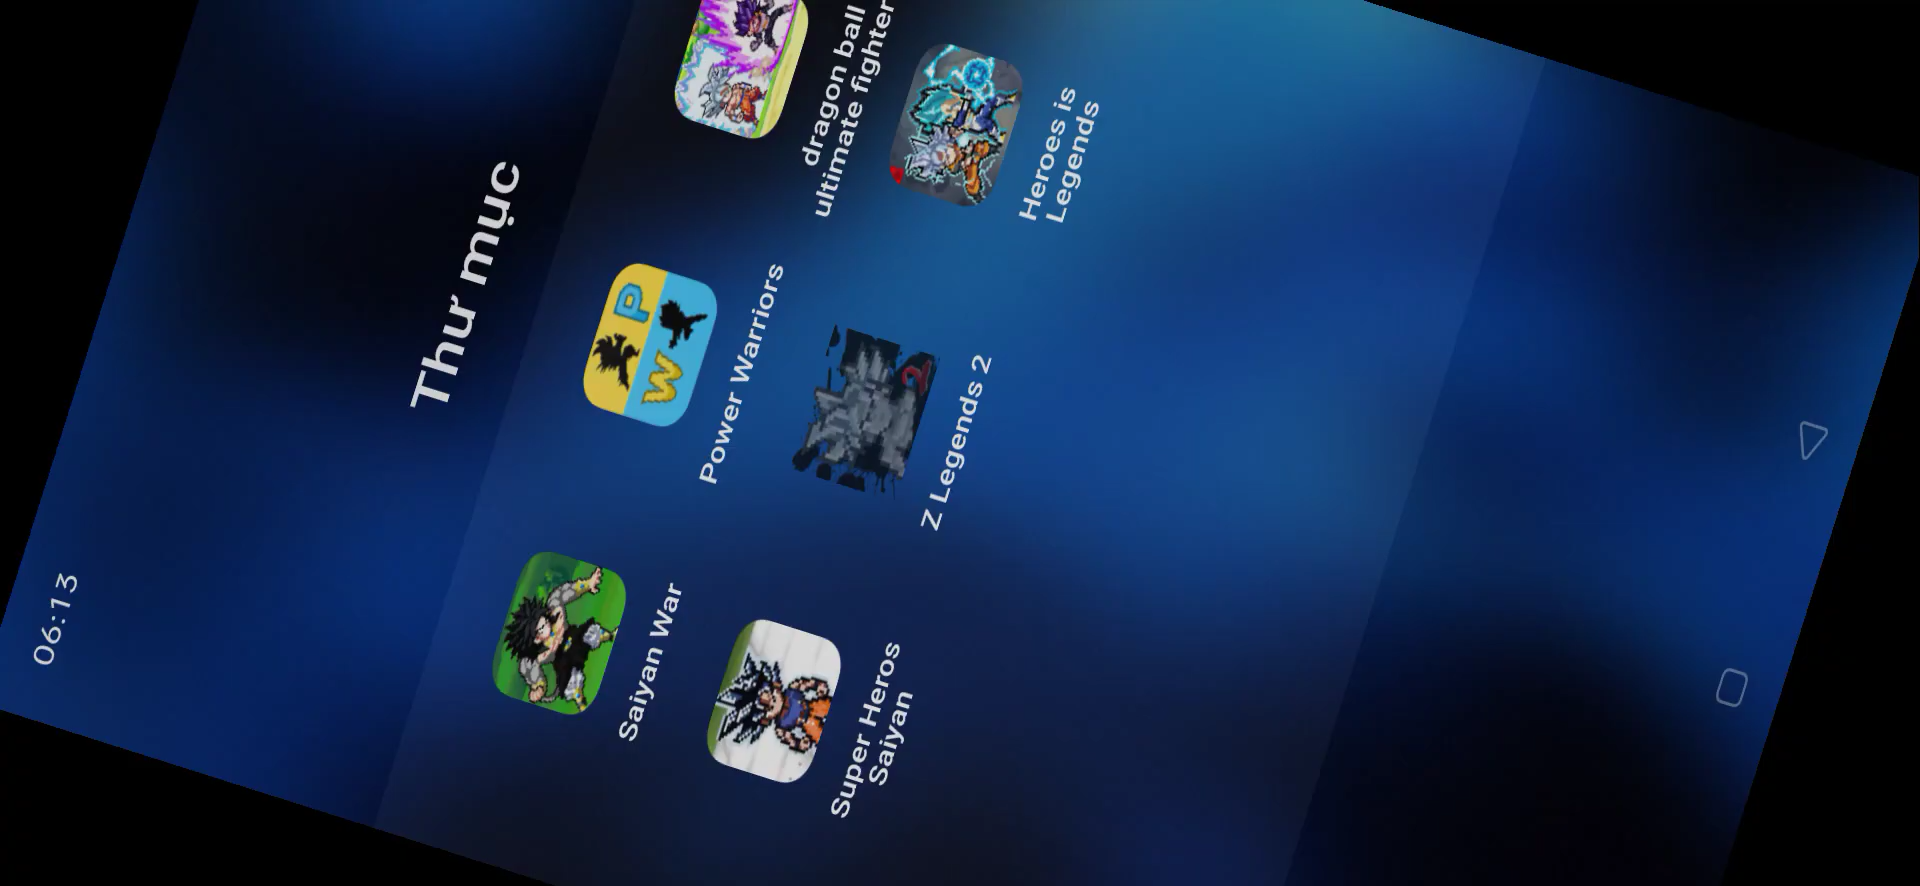 06:13
Thư mục
Saiyan War
Power Warriors
dragon ball
ultimate fighter
Super Heros
Saiyan
Z Legends 2
Heroes is
Legends
P
W